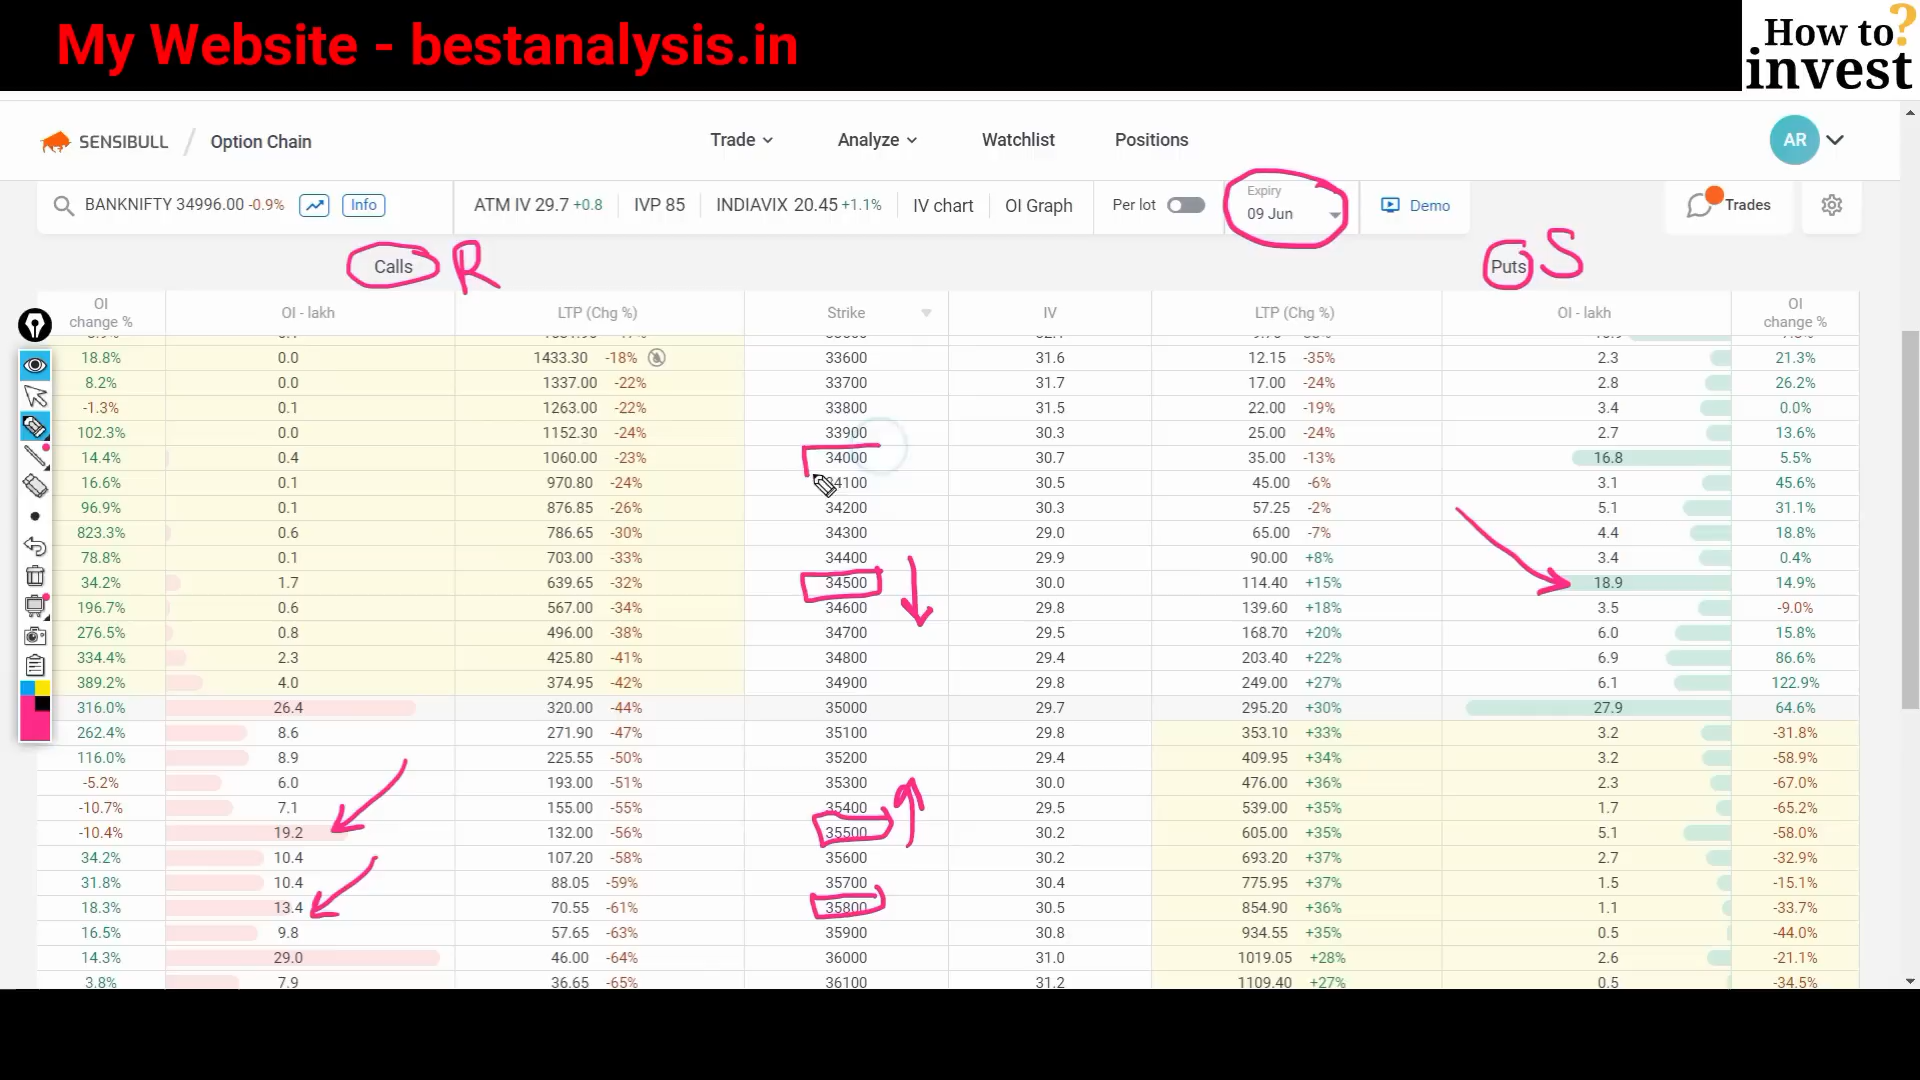 My Website - bestanalysis.in
How to?
invest
SENSIBULL / Option Chain Trade Analyze Watchlist Positions AR
BANKNIFTY 34996.00 -0.9% Info ATM IV 29.7 +0.8 IVP 85 INDIAVIX 20.45 +1.1% IV chart OI Graph Per lot Expiry 09 Jun Demo Trades
Calls R Puts S
OI change % OI - lakh LTP (Chg %) Strike IV LTP (Chg %) OI - lakh OI change %
18.8% 0.0 1433.30 -18% 33600 31.6 12.15 -35% 2.3 21.3%
8.2% 0.0 1337.00 -22% 33700 31.7 17.00 -24% 2.8 26.2%
-1.3% 0.1 1263.00 -22% 33800 31.5 22.00 -19% 3.4 0.0%
102.3% 0.0 1152.30 -24% 33900 30.3 25.00 -24% 2.7 13.6%
14.4% 0.4 1060.00 -23% 34000 30.7 35.00 -13% 16.8 5.5%
16.6% 0.1 970.80 -24% 34100 30.5 45.00 -6% 3.1 45.6%
96.9% 0.1 876.85 -26% 34200 30.3 57.25 -2% 5.1 31.1%
823.3% 0.6 786.65 -30% 34300 29.0 65.00 -7% 4.4 18.8%
78.8% 0.1 703.00 -33% 34400 29.9 90.00 +8% 3.4 0.4%
34.2% 1.7 639.65 -32% 34500 30.0 114.40 +15% 18.9 14.9%
196.7% 0.6 567.00 -34% 34600 29.8 139.60 +18% 3.5 -9.0%
276.5% 0.8 496.00 -38% 34700 29.5 168.70 +20% 6.0 15.8%
334.4% 2.3 425.80 -41% 34800 29.4 203.40 +22% 6.9 86.6%
389.2% 4.0 374.95 -42% 34900 29.8 249.00 +27% 6.1 122.9%
316.0% 26.4 320.00 -44% 35000 29.7 295.20 +30% 27.9 64.6%
262.4% 8.6 271.90 -47% 35100 29.8 353.10 +33% 3.2 -31.8%
116.0% 8.9 225.55 -50% 35200 29.4 409.95 +34% 3.2 -58.9%
-5.2% 6.0 193.00 -51% 35300 30.0 476.00 +36% 2.3 -67.0%
-10.7% 7.1 155.00 -55% 35400 29.5 539.00 +35% 1.7 -65.2%
-10.4% 19.2 132.00 -56% 35500 30.2 605.00 +35% 5.1 -58.0%
34.2% 10.4 107.20 -58% 35600 30.2 693.20 +37% 2.7 -32.9%
31.8% 10.4 88.05 -59% 35700 30.4 775.95 +37% 1.5 -15.1%
18.3% 13.4 70.55 -61% 35800 30.5 854.90 +36% 1.1 -33.7%
16.5% 9.8 57.65 -63% 35900 30.8 934.55 +35% 0.5 -44.0%
14.3% 29.0 46.00 -64% 36000 31.0 1019.05 +28% 2.6 -21.1%
3.8% 7.9 36.65 -65% 36100 31.2 1109.40 +27% 0.5 -34.5%